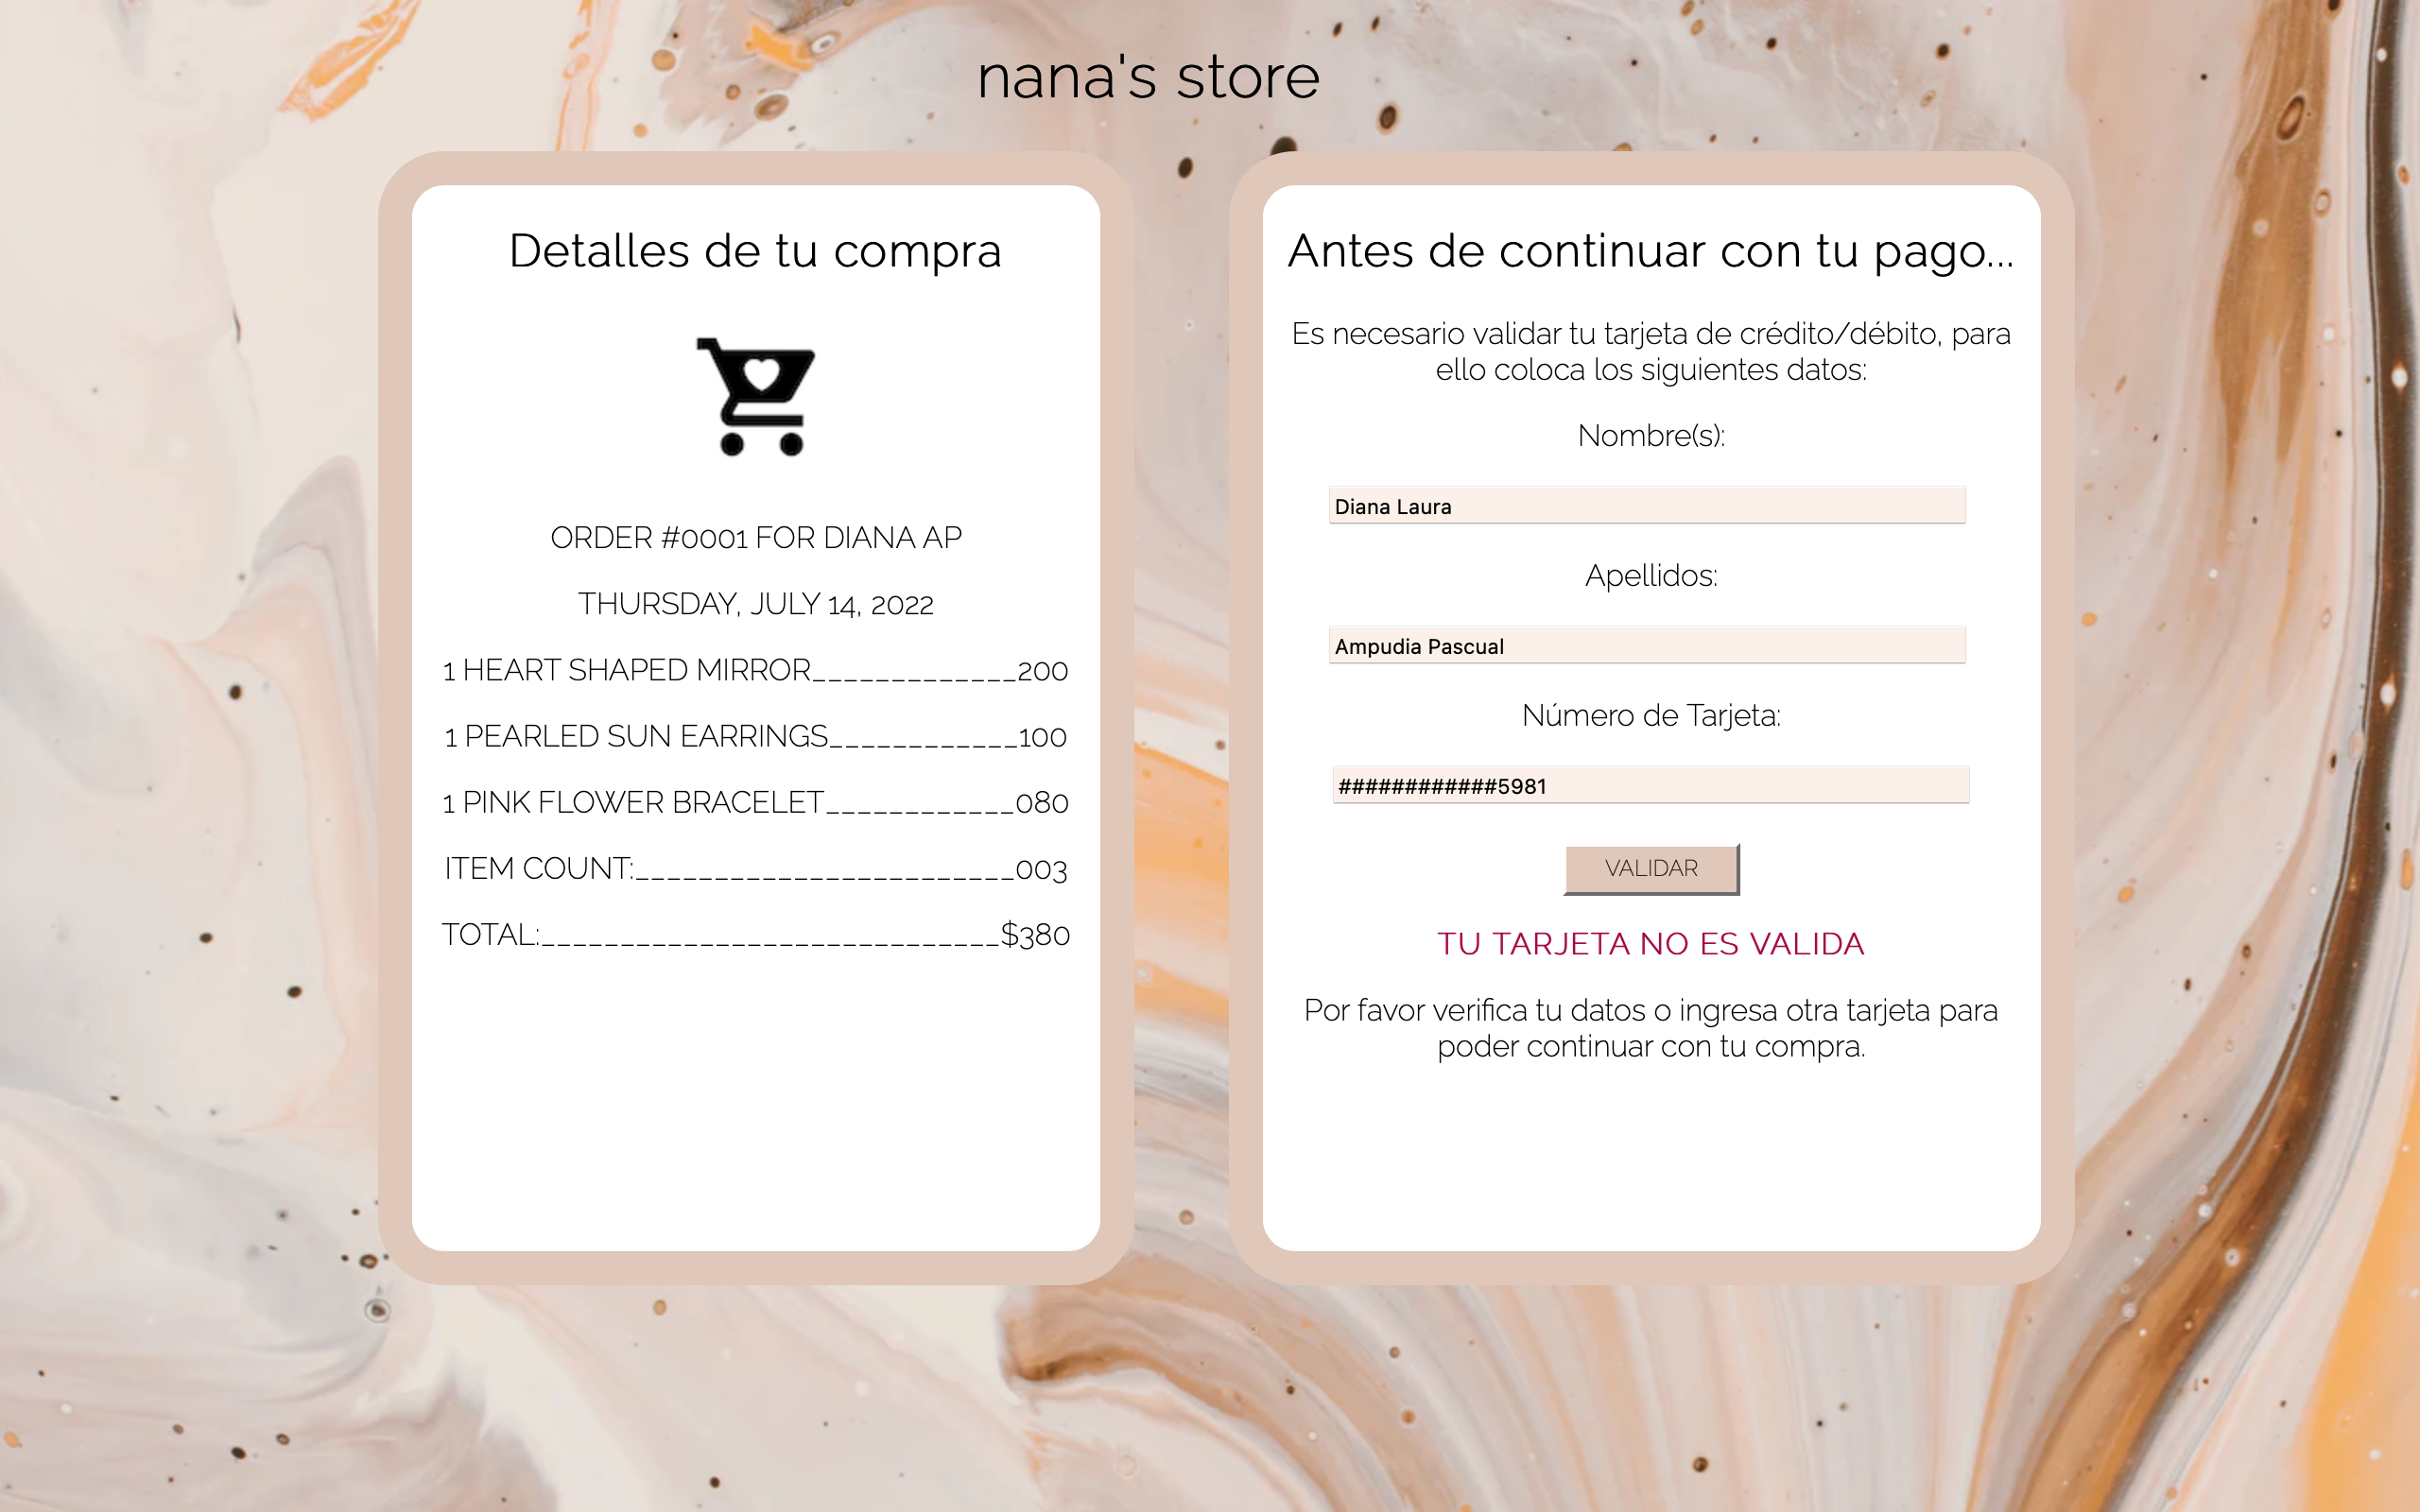 nana's store
Detalles de tu compra
ORDER #0001 FOR DIANA AP
THURSDAY, JULY 14, 2022
1 HEART SHAPED MIRROR_____________200
1 PEARLED SUN EARRINGS____________100
1 PINK FLOWER BRACELET____________080
ITEM COUNT:________________________003
TOTAL:_____________________________$380
Antes de continuar con tu pago...
Es necesario validar tu tarjeta de crédito/débito, para
ello coloca los siguientes datos:
Nombre(s):
Diana Laura
Apellidos:
Ampudia Pascual
Número de Tarjeta:
############5981
VALIDAR
TU TARJETA NO ES VALIDA
Por favor verifica tu datos o ingresa otra tarjeta para
poder continuar con tu compra.